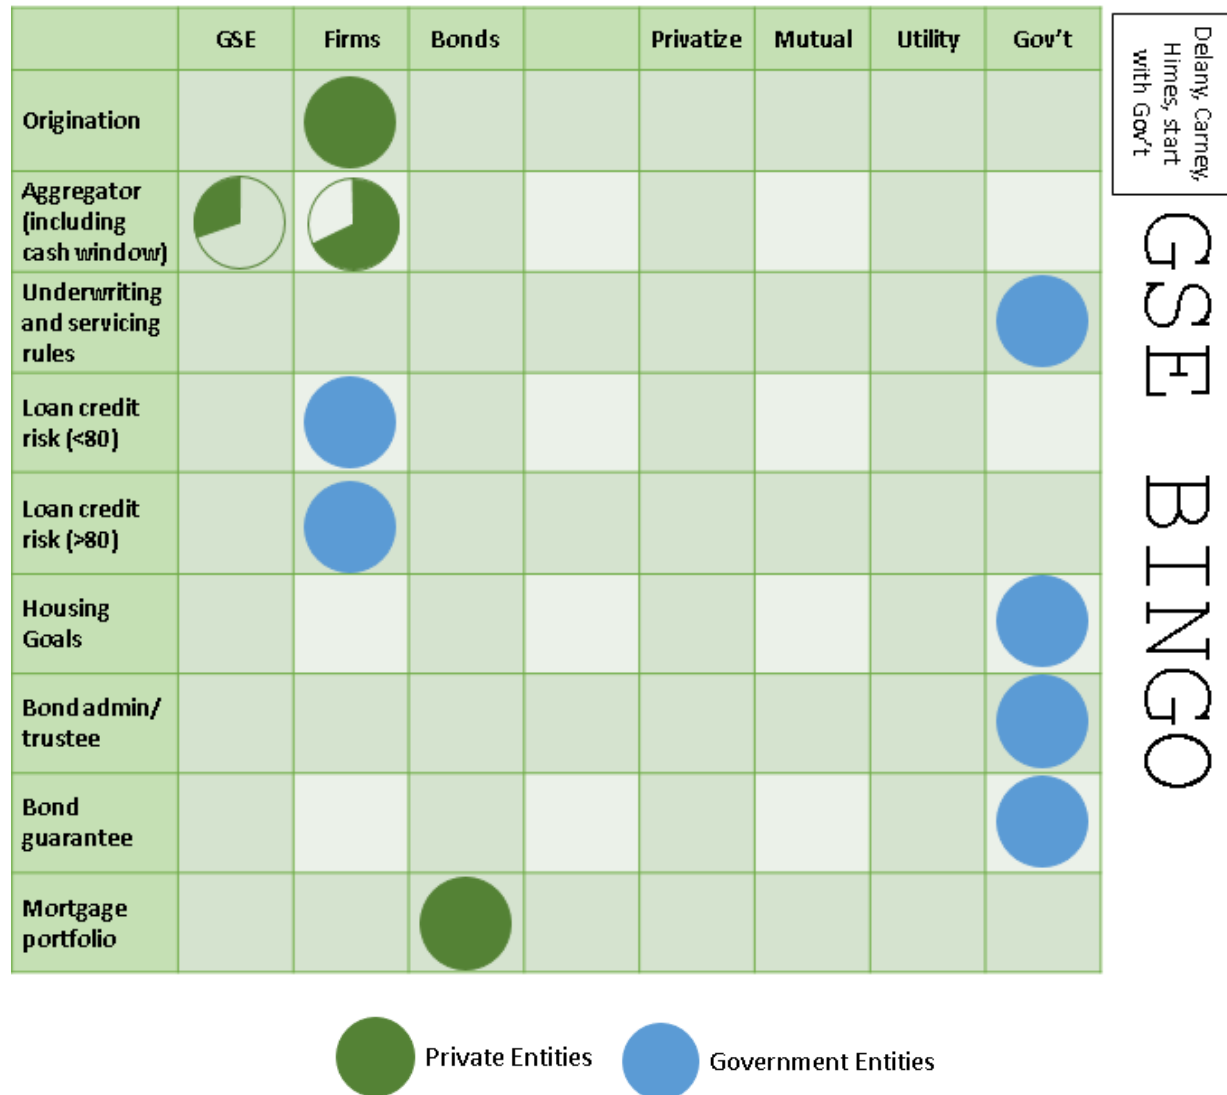 GSE Firms Bonds Privatize Mutual Utility Gov't
Origination
Aggregator
(including
cash window)
Underwriting
and servicing
rules
Loan credit
risk (<80)
Loan credit
risk (>80)
Housing
Goals
Bond admin/
trustee
Bond
guarantee
Mortgage
portfolio
Delany, Carney,
Himes, start
with Gov't
GSE BINGO
Private Entities
Government Entities